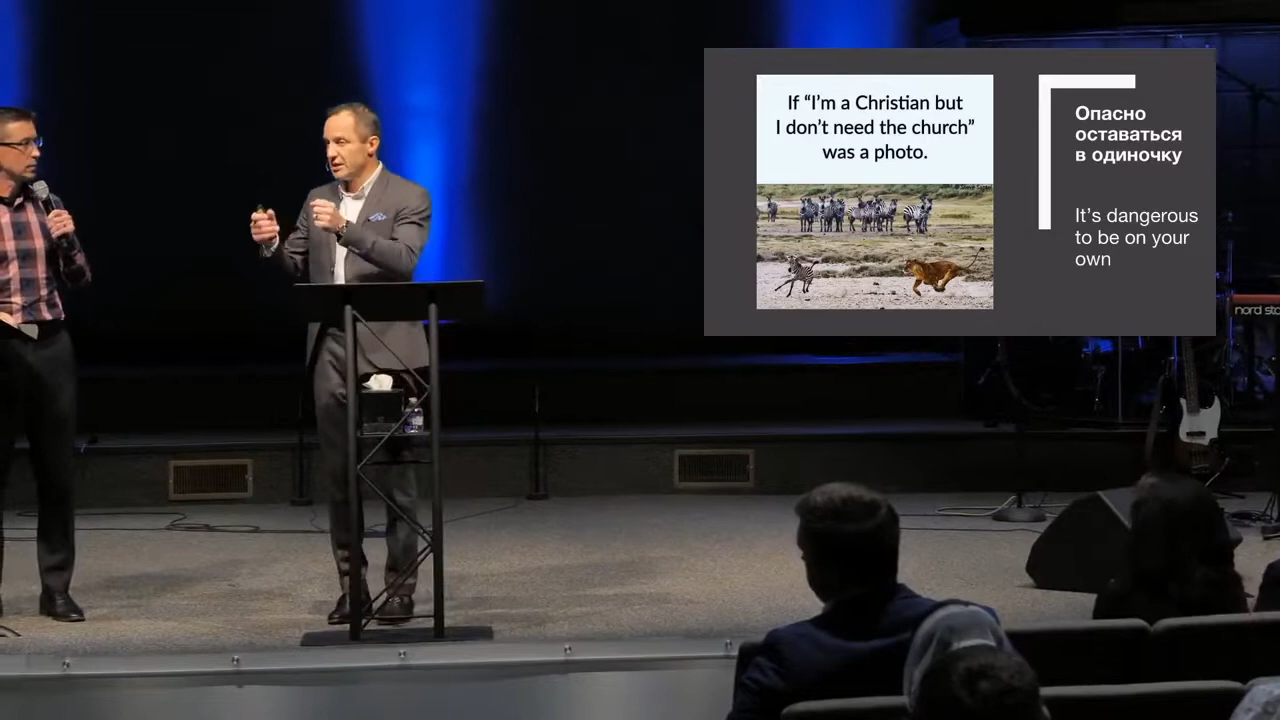 If “I’m a Christian but
I don’t need the church”
was a photo.
Опасно
оставаться
в одиночку
It’s dangerous
to be on your
own
nord